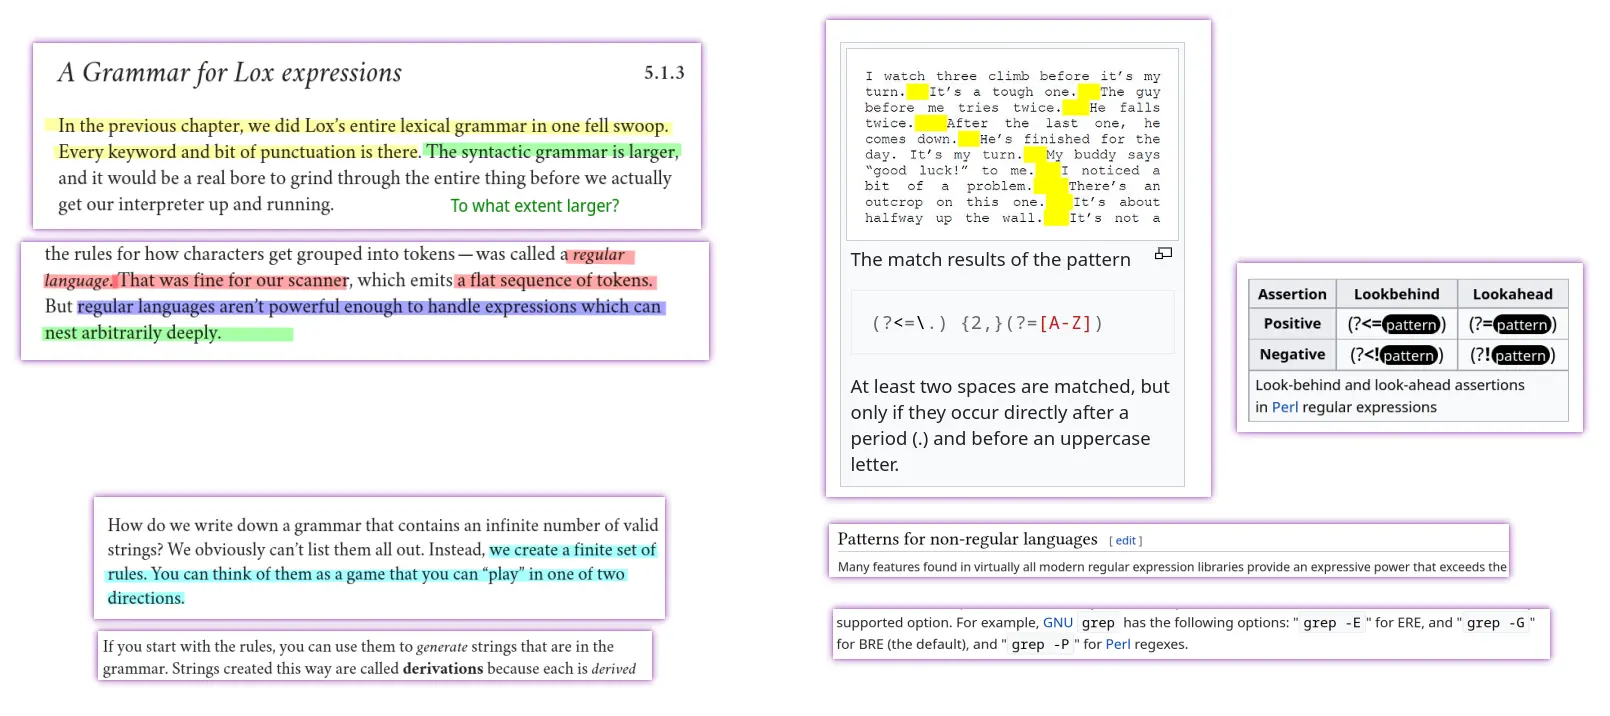 A Grammar for Lox expressions 5.1.3
In the previous chapter, we did Lox’s entire lexical grammar in one fell swoop.
Every keyword and bit of punctuation is there. The syntactic grammar is larger,
and it would be a real bore to grind through the entire thing before we actually
get our interpreter up and running.
To what extent larger?
the rules for how characters get grouped into tokens—was called a regular
language. That was fine for our scanner, which emits a flat sequence of tokens.
But regular languages aren’t powerful enough to handle expressions which can
nest arbitrarily deeply.
How do we write down a grammar that contains an infinite number of valid
strings? We obviously can’t list them all out. Instead, we create a finite set of
rules. You can think of them as a game that you can “play” in one of two
directions.
If you start with the rules, you can use them to generate strings that are in the
grammar. Strings created this way are called derivations because each is derived
I watch three climb before it’s my
turn. It’s a tough one. The guy
before me tries twice. He falls
twice. After the last one, he
comes down. He’s finished for the
day. It’s my turn. My buddy says
“good luck!” to me. I noticed a
bit of a problem. There’s an
outcrop on this one. It’s about
halfway up the wall. It’s not a
The match results of the pattern
(?<=\.) {2,}(?=[A-Z])
At least two spaces are matched, but
only if they occur directly after a
period (.) and before an uppercase
letter.
Assertion Lookbehind Lookahead
Positive (?<=pattern) (?=pattern)
Negative (?<!pattern) (?!pattern)
Look-behind and look-ahead assertions
in Perl regular expressions
Patterns for non-regular languages [ edit ]
Many features found in virtually all modern regular expression libraries provide an expressive power that exceeds the
supported option. For example, GNU grep has the following options: "grep -E" for ERE, and "grep -G"
for BRE (the default), and "grep -P" for Perl regexes.